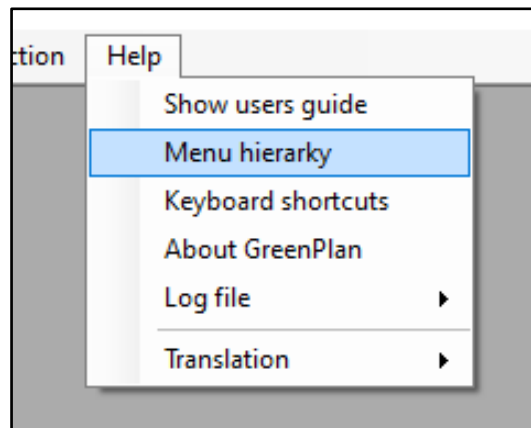 ction Help
Show users guide
Menu hierarky
Keyboard shortcuts
About GreenPlan
Log file
Translation